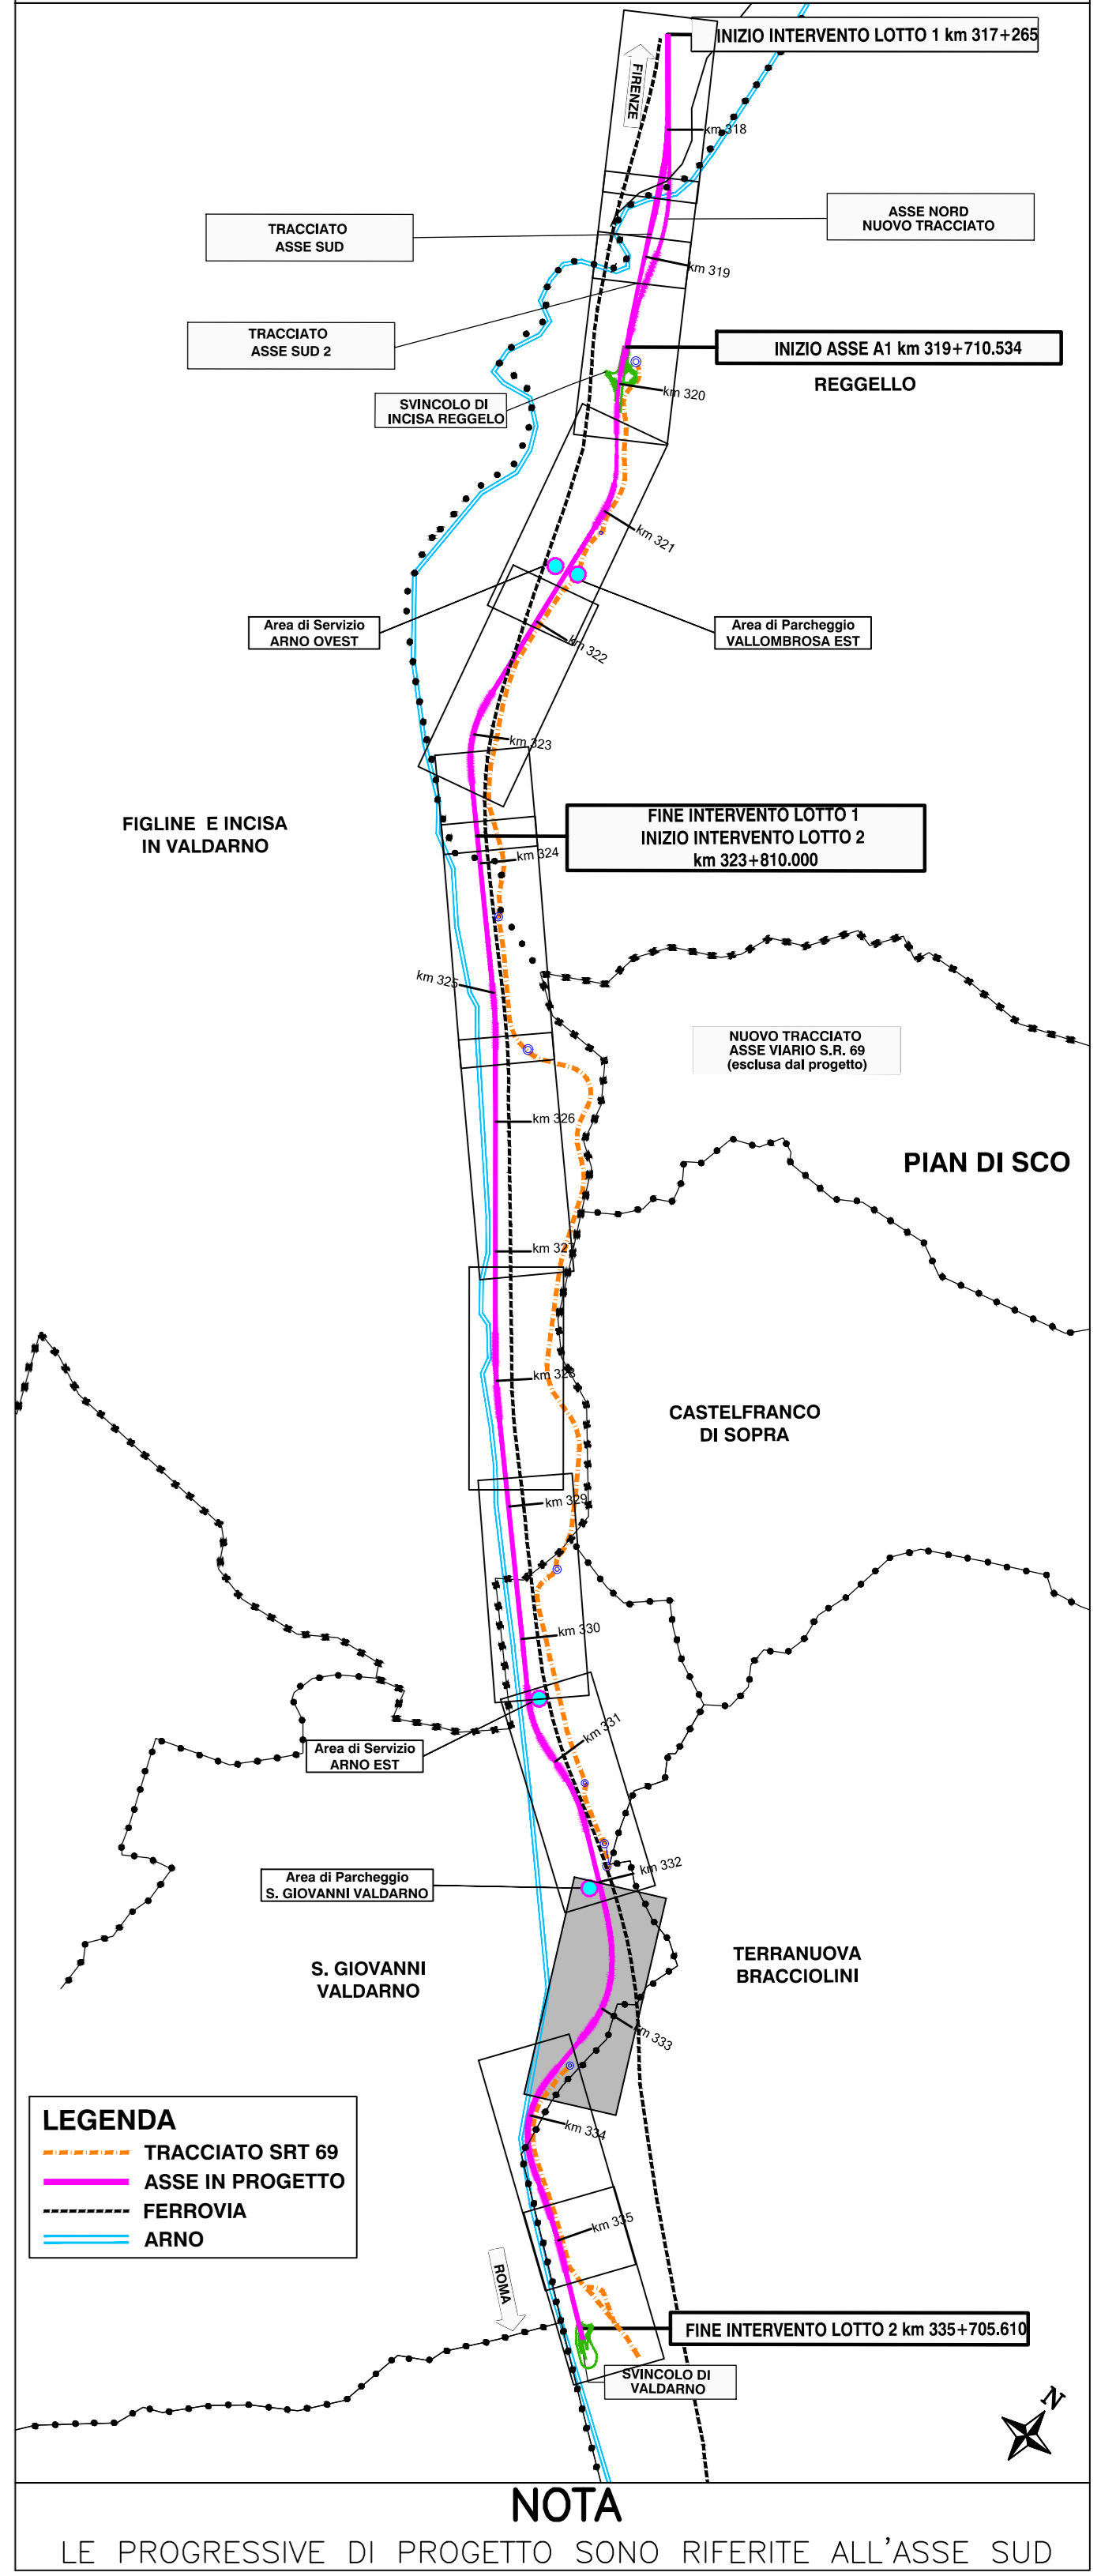 INIZIO INTERVENTO LOTTO 1 km 317+265
FIRENZE
km 318
ASSE NORD
NUOVO TRACCIATO
TRACCIATO
ASSE SUD
km 319
TRACCIATO
ASSE SUD 2
INIZIO ASSE A1 km 319+710.534
REGGELLO
km 320
SVINCOLO DI
INCISA REGGELO
km 321
Area di Servizio
ARNO OVEST
Area di Parcheggio
VALLOMBROSA EST
km 322
km 323
FIGLINE E INCISA
IN VALDARNO
FINE INTERVENTO LOTTO 1
INIZIO INTERVENTO LOTTO 2
km 323+810.000
km 324
km 325
NUOVO TRACCIATO
ASSE VIARIO S.R. 69
(esclusa dal progetto)
km 326
PIAN DI SCO
km 327
km 328
CASTELFRANCO
DI SOPRA
km 329
km 330
km 331
Area di Servizio
ARNO EST
km 332
Area di Parcheggio
S. GIOVANNI VALDARNO
TERRANUOVA
BRACCIOLINI
S. GIOVANNI
VALDARNO
km 333
LEGENDA
TRACCIATO SRT 69
ASSE IN PROGETTO
FERROVIA
ARNO
km 334
km 335
ROMA
FINE INTERVENTO LOTTO 2 km 335+705.610
SVINCOLO DI
VALDARNO
N
NOTA
LE PROGRESSIVE DI PROGETTO SONO RIFERITE ALL'ASSE SUD